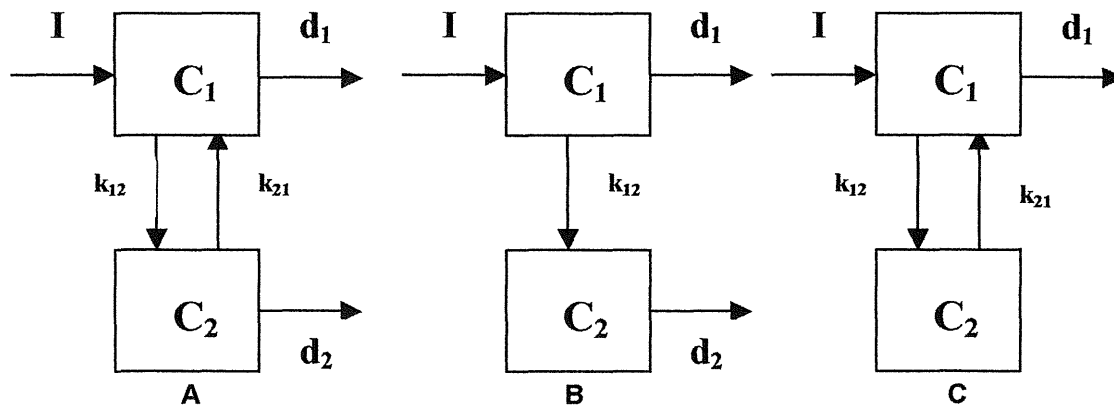 I d₁ I d₁ I d₁
C₁ C₁ C₁
k₁₂ k₂₁ k₁₂ k₁₂ k₂₁
C₂ C₂ C₂
d₂ d₂
A B C